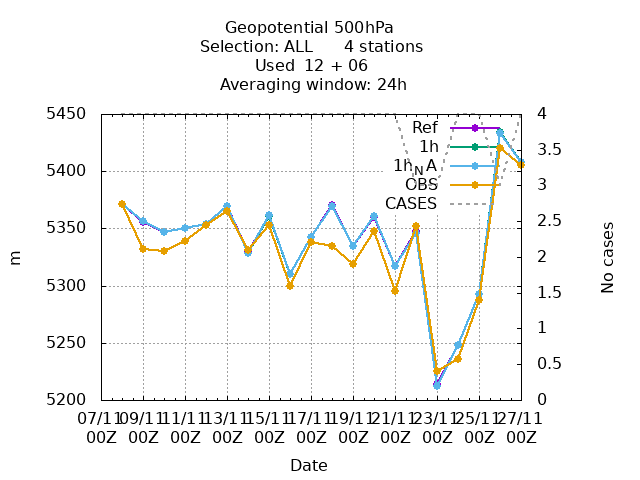 Geopotential 500hPa
Selection: ALL      4 stations
Used  12 + 06
Averaging window: 24h
5450
5400
5350
5300
5250
5200
m
4
3.5
3
2.5
2
1.5
1
0.5
0
No cases
Ref
1h
1hNA
OBS
CASES
07/11 09/11 11/11 13/11 15/11 17/11 19/11 21/11 23/11 25/11 27/11
00Z 00Z 00Z 00Z 00Z 00Z 00Z 00Z 00Z 00Z 00Z
Date